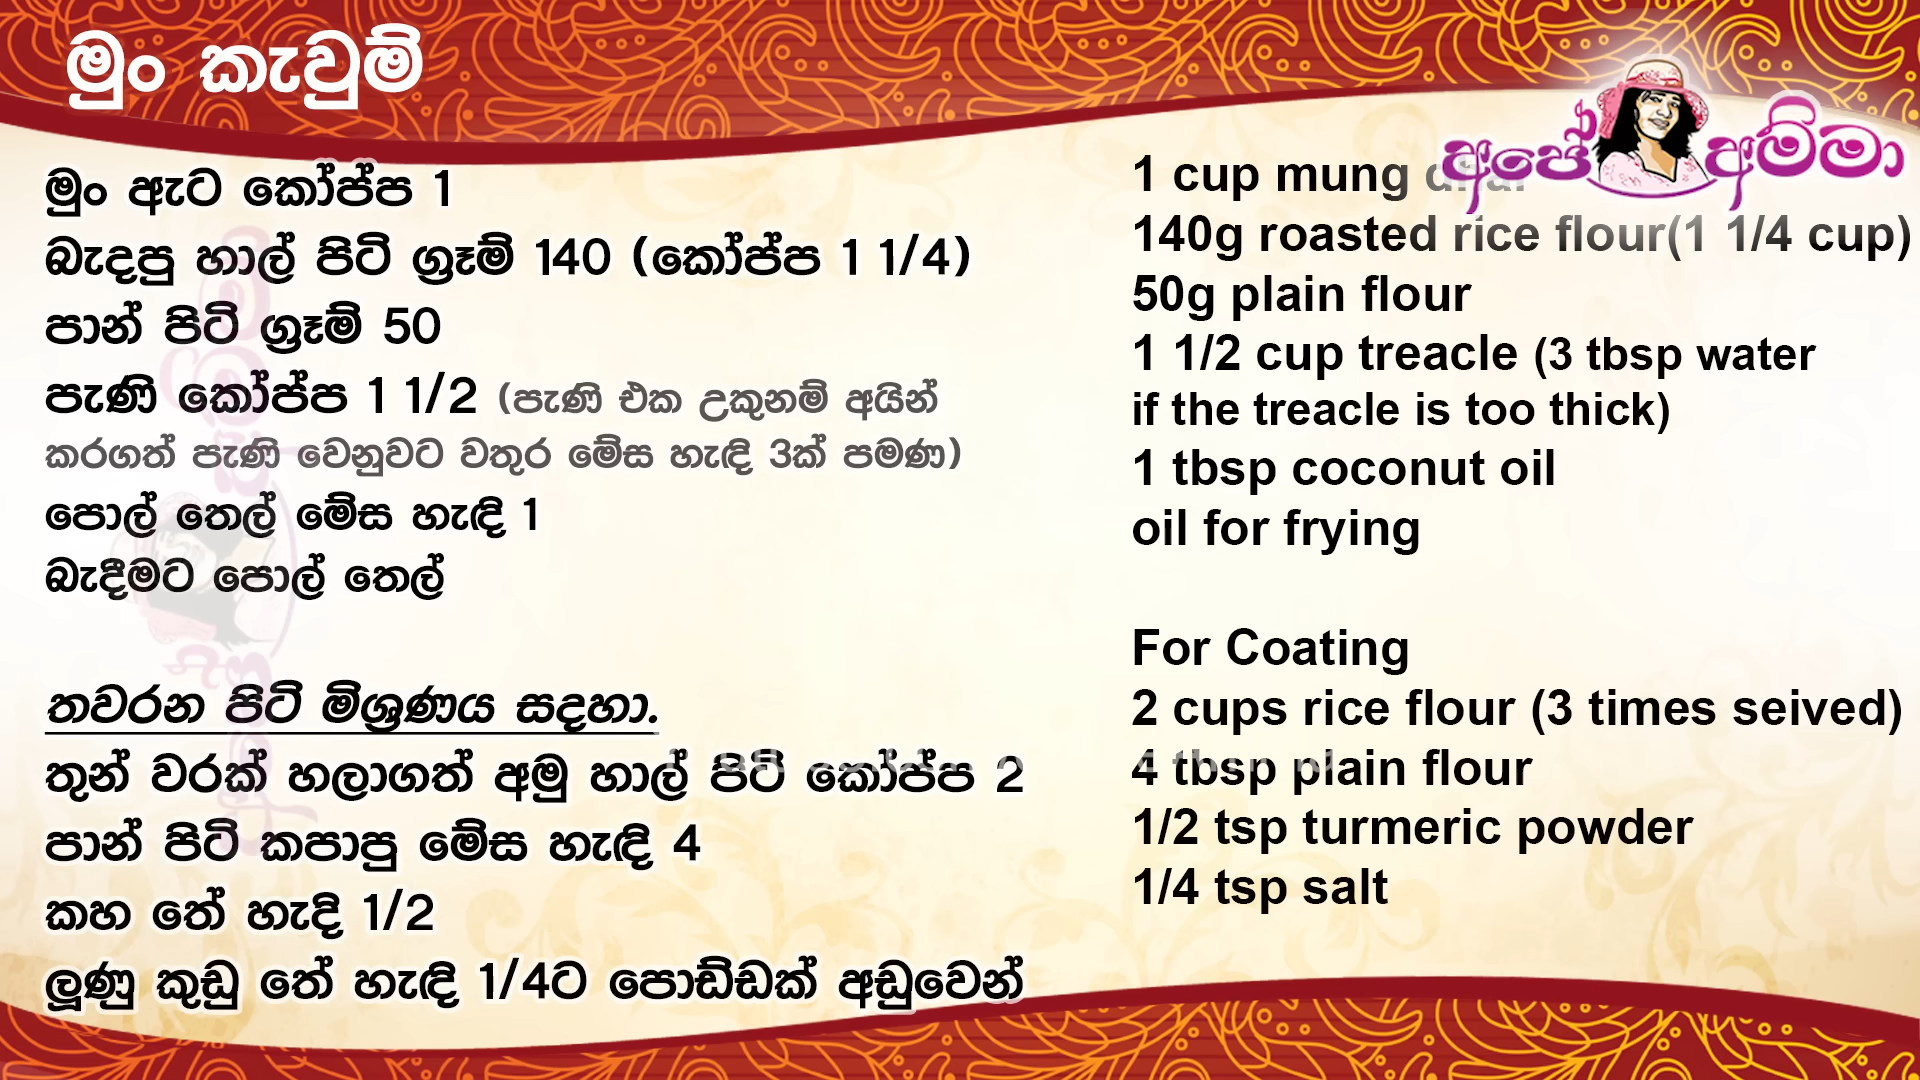 මුං කැවුම්
අපේ අම්මා
මුං ඇට කෝප්ප 1
බැදපු හාල් පිටි ග්‍රෑම් 140 (කෝප්ප 1 1/4)
පාන් පිටි ග්‍රෑම් 50
පැණි කෝප්ප 1 1/2 (පැණි එක උකුනම් අයින්
කරගත් පැණි වෙනුවට වතුර මේස හැඳි 3ක් පමණ)
පොල් තෙල් මේස හැඳි 1
බැදීමට පොල් තෙල්
තවරන පිටි මිශ්‍රණය සදහා.
තුන් වරක් හලාගත් අමු හාල් පිටි කෝප්ප 2
පාන් පිටි කපාපු මේස හැඳි 4
කහ තේ හැදි 1/2
ලූණු කුඩු තේ හැඳි 1/4ට පොඩ්ඩක් අඩුවෙන්
1 cup mung dhal
140g roasted rice flour(1 1/4 cup)
50g plain flour
1 1/2 cup treacle (3 tbsp water
if the treacle is too thick)
1 tbsp coconut oil
oil for frying
For Coating
2 cups rice flour (3 times seived)
4 tbsp plain flour
1/2 tsp turmeric powder
1/4 tsp salt